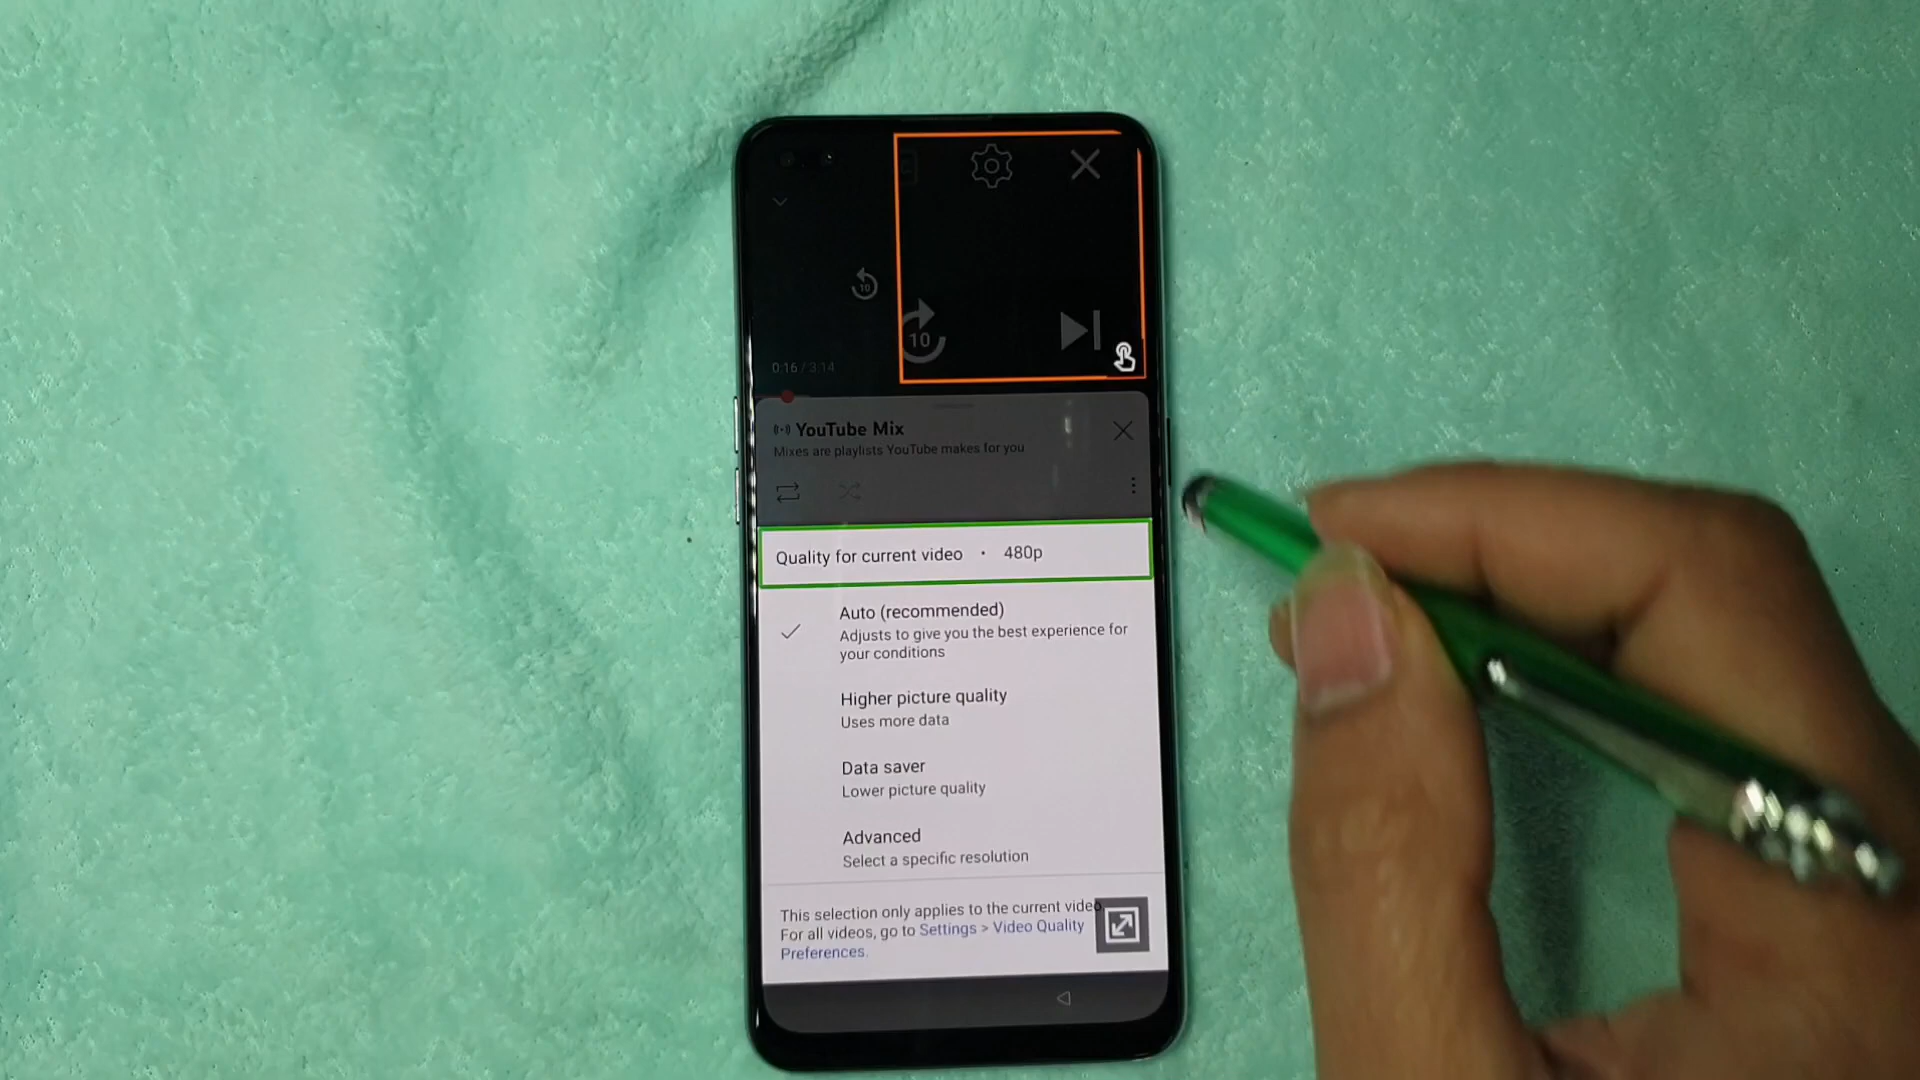 10
10
0:16 / 3:14
YouTube Mix
Mixes are playlists YouTube makes for you
Quality for current video • 480p
Auto (recommended)
Adjusts to give you the best experience for
your conditions
Higher picture quality
Uses more data
Data saver
Lower picture quality
Advanced
Select a specific resolution
This selection only applies to the current video.
For all videos, go to Settings > Video Quality
Preferences.